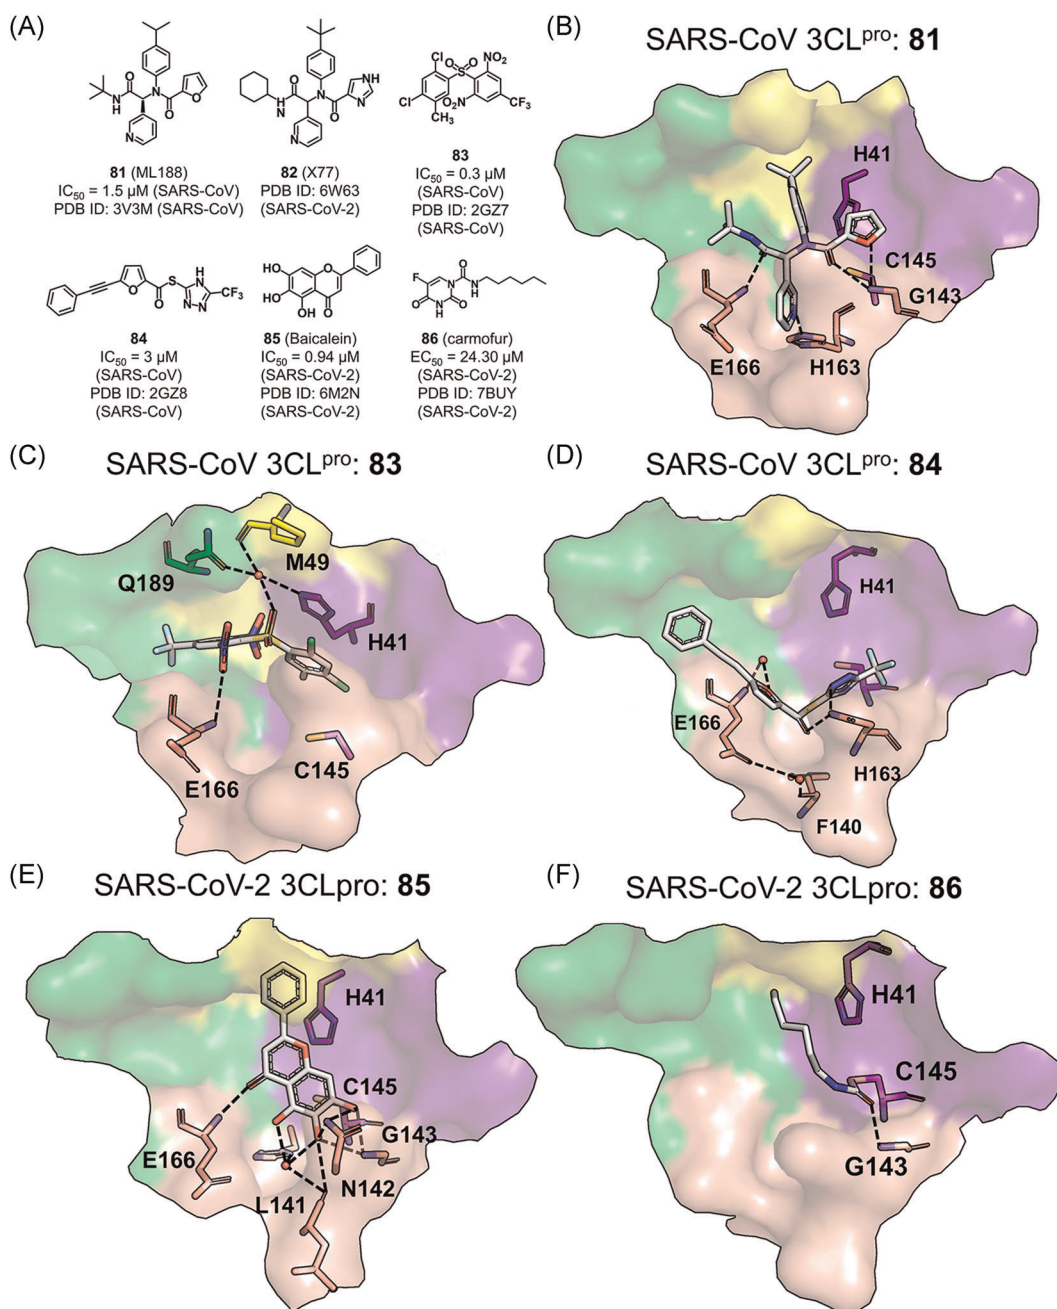 (A)
81 (ML188)
IC50 = 1.5 µM (SARS-CoV)
PDB ID: 3V3M (SARS-CoV)
82 (X77)
PDB ID: 6W63
(SARS-CoV-2)
83
IC50 = 0.3 µM
(SARS-CoV)
PDB ID: 2GZ7
(SARS-CoV)
84
IC50 = 3 µM
(SARS-CoV)
PDB ID: 2GZ8
(SARS-CoV)
85 (Baicalein)
IC50 = 0.94 µM
(SARS-CoV-2)
PDB ID: 6M2N
(SARS-CoV-2)
86 (carmofur)
EC50 = 24.30 µM
(SARS-CoV-2)
PDB ID: 7BUY
(SARS-CoV-2)
(B)
SARS-CoV 3CLpro: 81
H41
C145
G143
E166
H163
(C)
SARS-CoV 3CLpro: 83
Q189
M49
H41
E166
C145
(D)
SARS-CoV 3CLpro: 84
H41
E166
H163
F140
(E)
SARS-CoV-2 3CLpro: 85
H41
C145
G143
E166
N142
L141
(F)
SARS-CoV-2 3CLpro: 86
H41
C145
G143